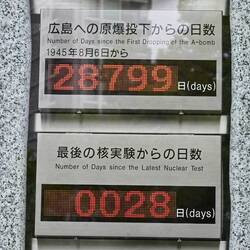 広島への原爆投下からの日数
Number of Days since the First Dropping of the A-bomb
1945年8月6日から
28799 日(days)
最後の核実験からの日数
Number of Days since the Latest Nuclear Test
0028 日(days)